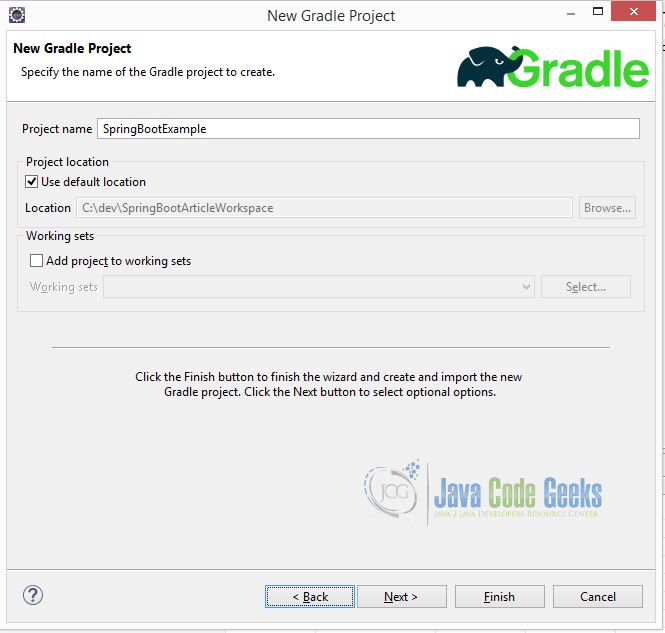 New Gradle Project
New Gradle Project
Specify the name of the Gradle project to create.
Gradle
Project name SpringBootExample
Project location
Use default location
Location C:\dev\SpringBootArticleWorkspace Browse...
Working sets
Add project to working sets
Working sets Select...
Click the Finish button to finish the wizard and create and import the new
Gradle project. Click the Next button to select optional options.
JCG Java Code Geeks
Java 2 Java Developers Resource Center
? < Back Next > Finish Cancel